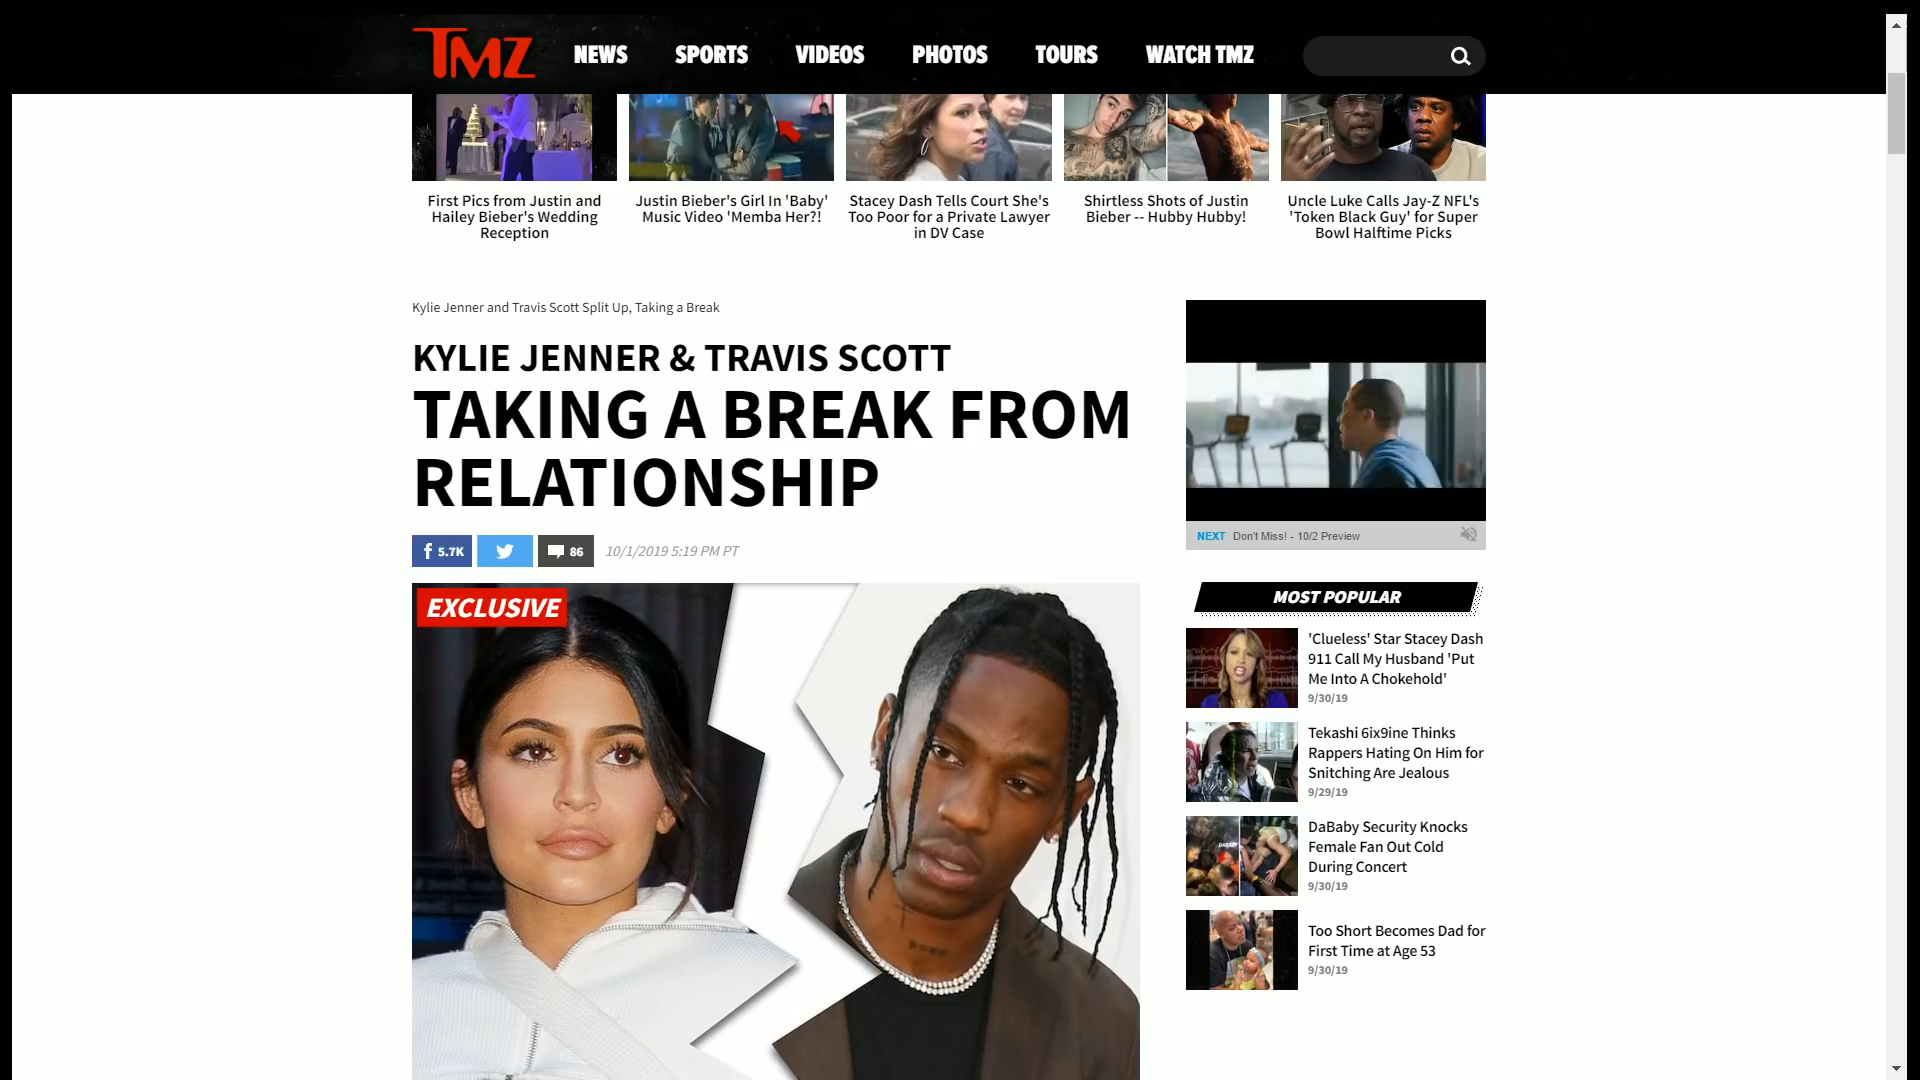 TMZ
NEWS
SPORTS
VIDEOS
PHOTOS
TOURS
WATCH TMZ
First Pics from Justin and
Hailey Bieber's Wedding
Reception
Justin Bieber's Girl In 'Baby'
Music Video 'Memba Her?!
Stacey Dash Tells Court She's
Too Poor for a Private Lawyer
in DV Case
Shirtless Shots of Justin
Bieber -- Hubby Hubby!
Uncle Luke Calls Jay-Z NFL's
'Token Black Guy' for Super
Bowl Halftime Picks
Kylie Jenner and Travis Scott Split Up, Taking a Break
KYLIE JENNER & TRAVIS SCOTT
TAKING A BREAK FROM
RELATIONSHIP
5.7K
86
10/1/2019 5:19 PM PT
EXCLUSIVE
NEXT Don't Miss! - 10/2 Preview
MOST POPULAR
'Clueless' Star Stacey Dash
911 Call My Husband 'Put
Me Into A Chokehold'
9/30/19
Tekashi 6ix9ine Thinks
Rappers Hating On Him for
Snitching Are Jealous
9/29/19
DaBaby Security Knocks
Female Fan Out Cold
During Concert
9/30/19
Too Short Becomes Dad for
First Time at Age 53
9/30/19